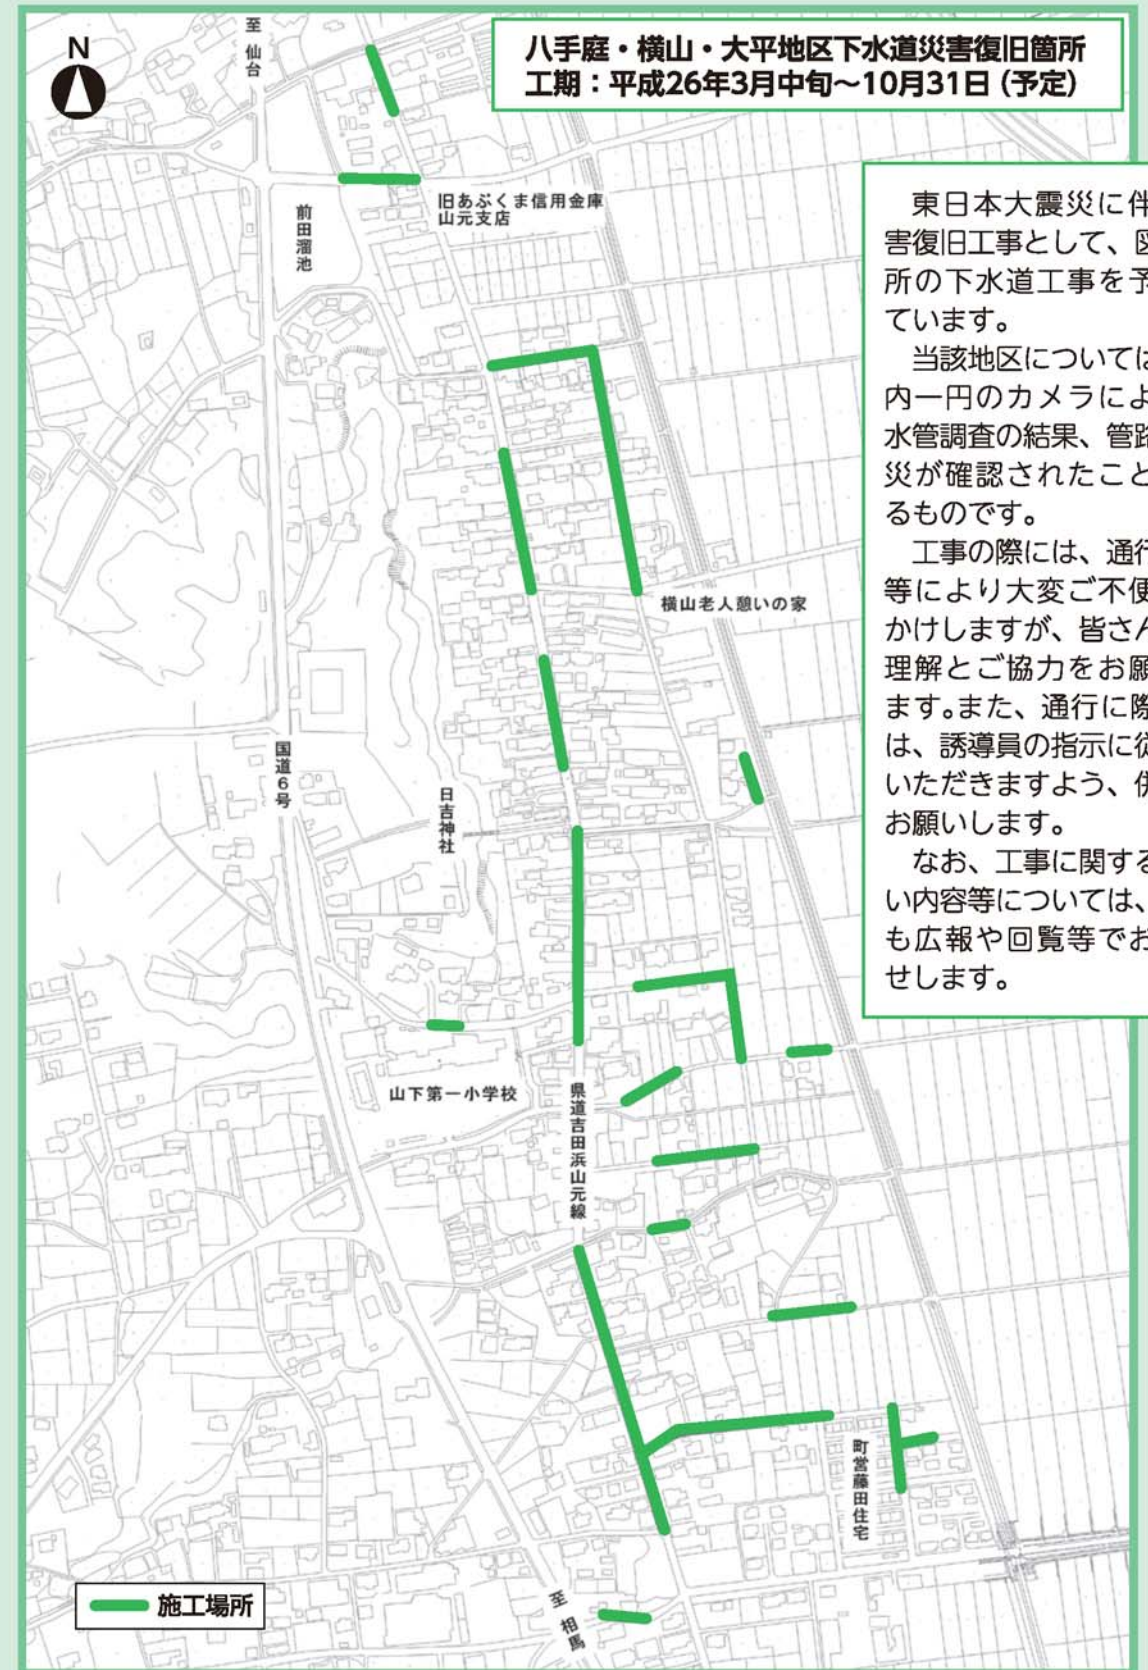 八手庭・横山・大平地区下水道災害復旧箇所
工期：平成26年3月中旬～10月31日（予定）
N
至 仙台
旧あぶくま信用金庫
山元支店
前田溜池
東日本大震災に伴
害復旧工事として、図
所の下水道工事を予
ています。
当該地区については
内一円のカメラによ
水管調査の結果、管路
災が確認されたこと
るものです。
工事の際には、通行
等により大変ご不便
かけしますが、皆さん
理解とご協力をお願
ます。また、通行に際
は、誘導員の指示に従
いただきますよう、併
お願いします。
なお、工事に関する
い内容等については、
も広報や回覧等でお
せします。
横山老人憩いの家
国道6号
日吉神社
山下第一小学校
県道吉田浜山元線
町営藤田住宅
施工場所
至 相馬